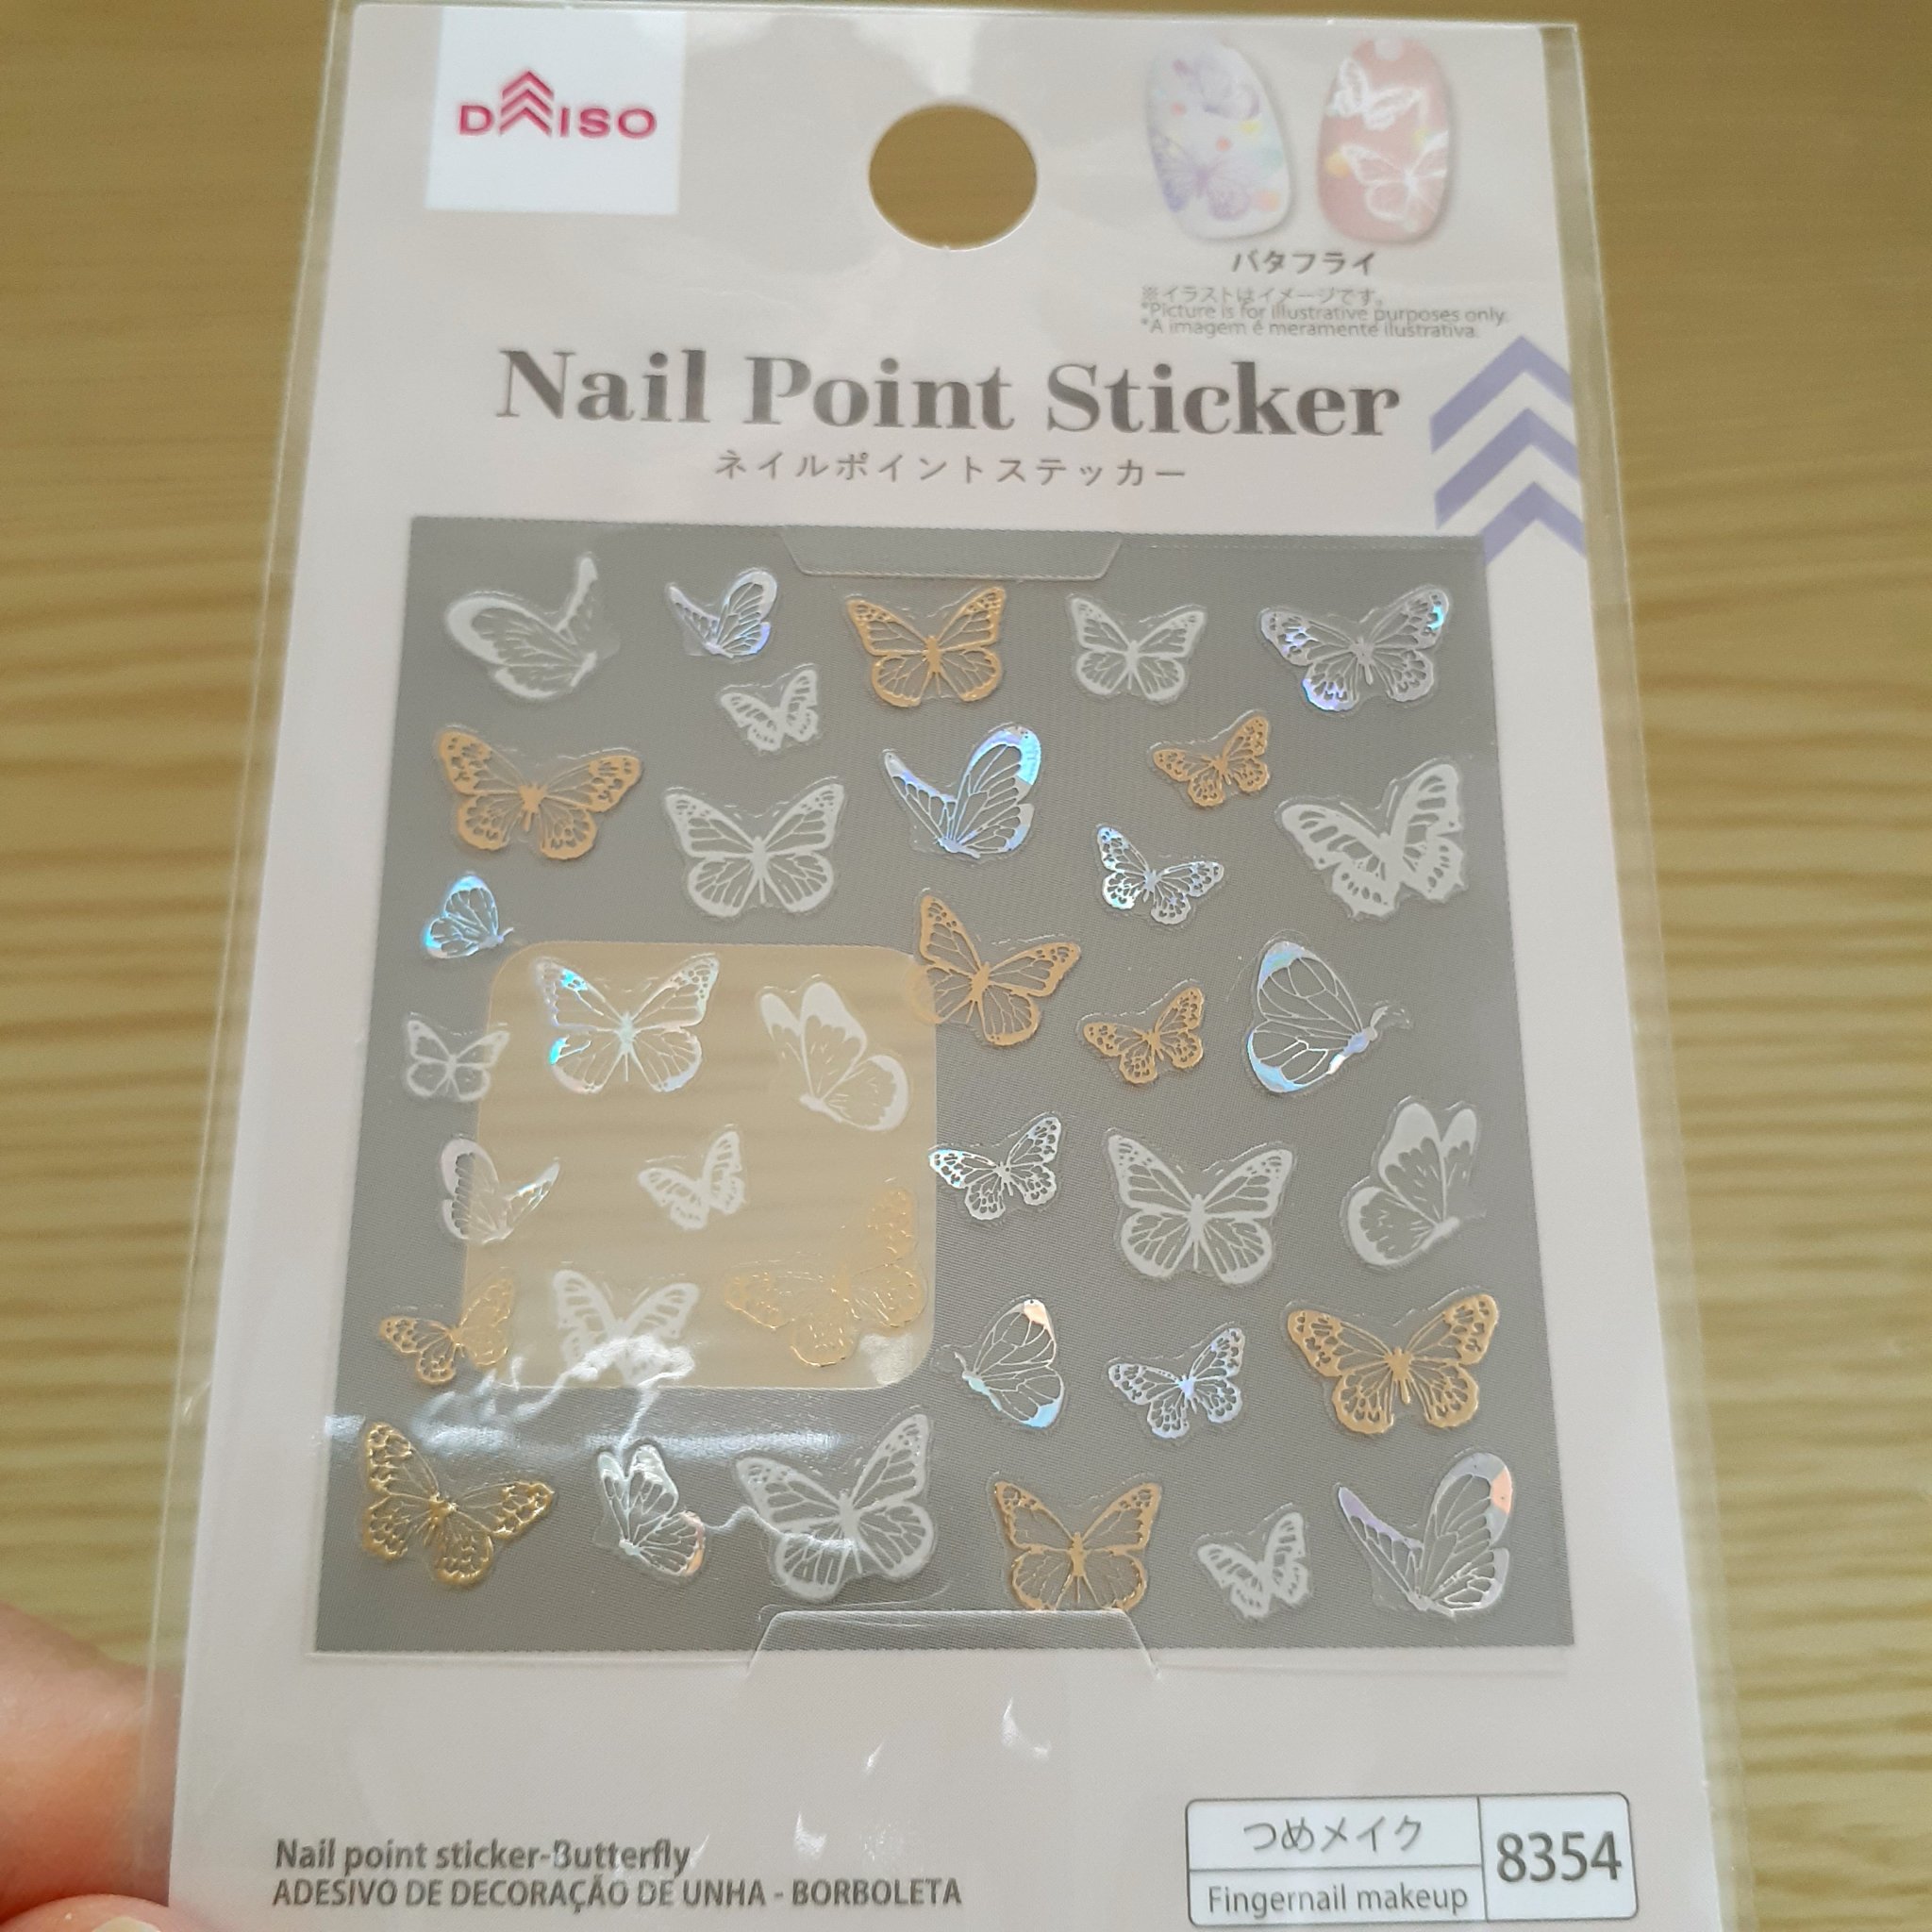 DAISO
バタフライ
※イラストはイメージです。
*Picture is for illustrative purposes only.
*A imagem é meramente ilustrativa.
Nail Point Sticker
ネイルポイントステッカー
Nail point sticker-Butterfly
ADESIVO DE DECORAÇÃO DE UNHA - BORBOLETA
つめメイク
Fingernail makeup
8354